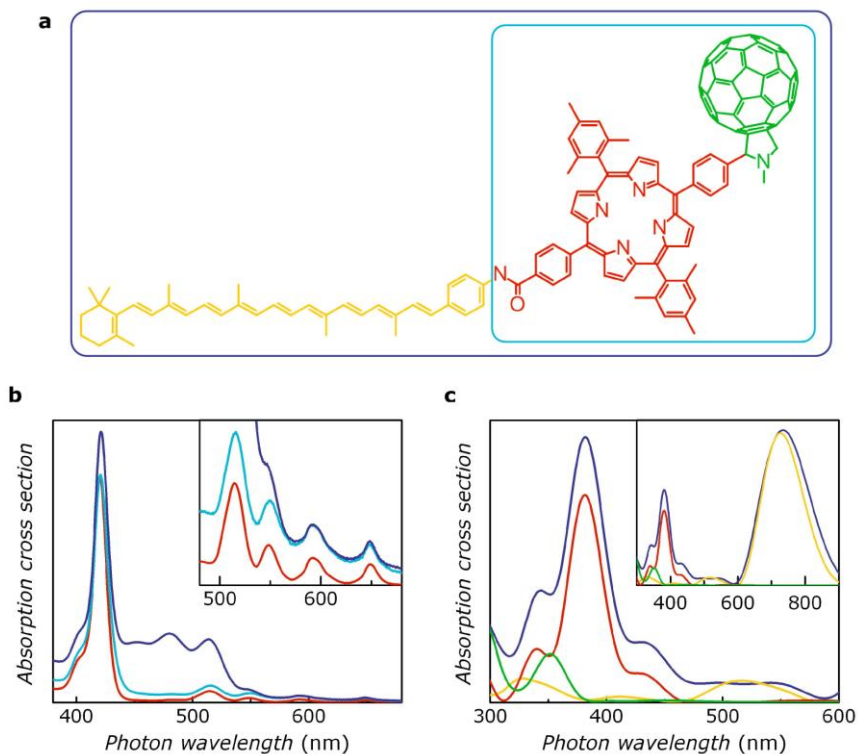 a
N
N
N
N
N
N
O
b
c
Absorption cross section
500 600
400 500 600
Photon wavelength (nm)
Absorption cross section
400 600 800
300 400 500 600
Photon wavelength (nm)